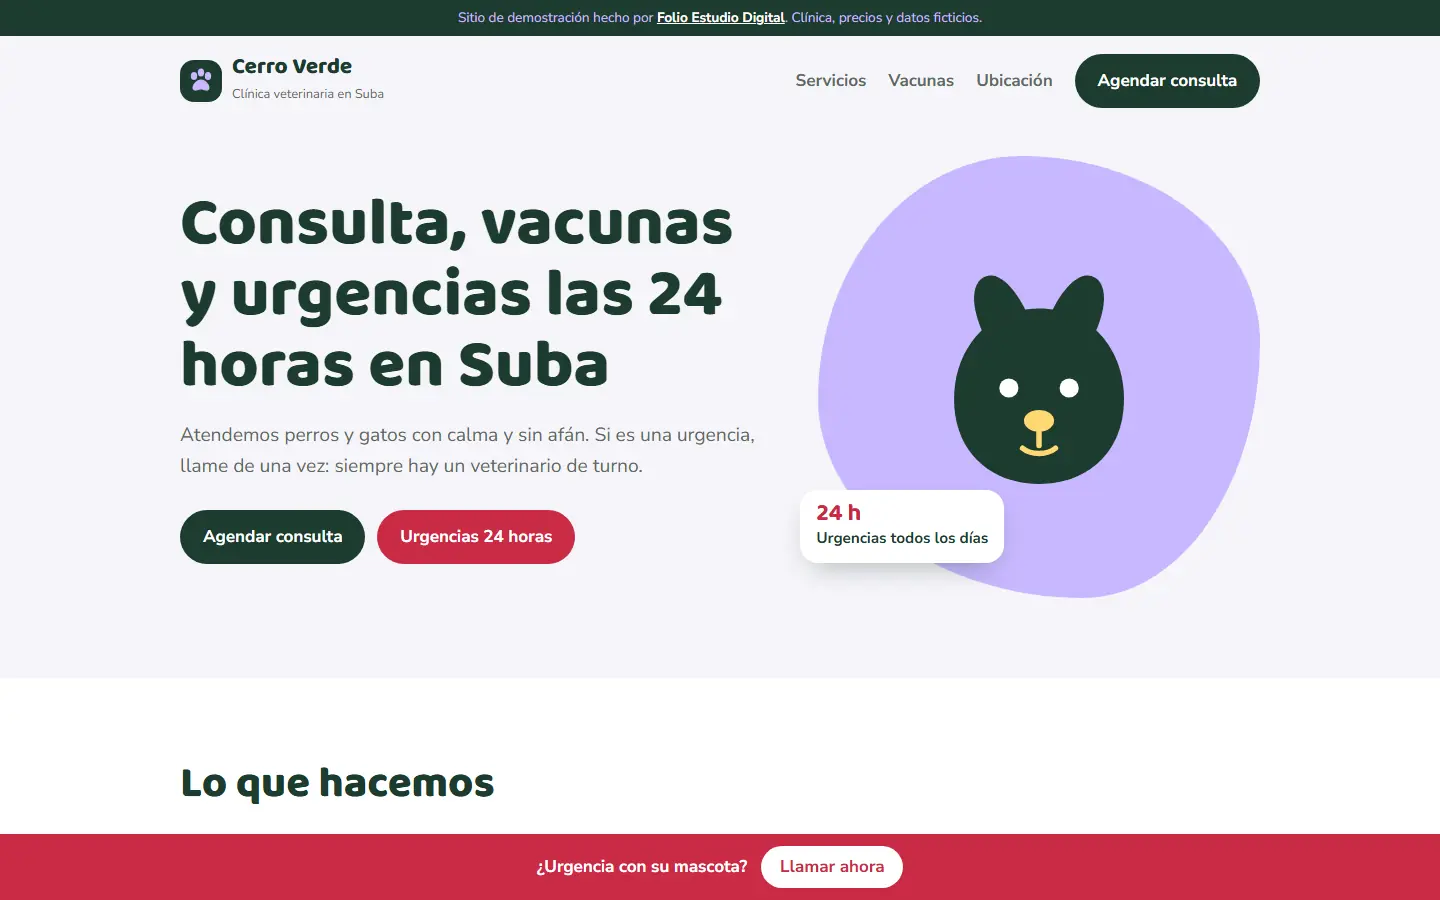 Sitio de demostración hecho por Folio Estudio Digital. Clínica, precios y datos ficticios.
Cerro Verde
Clínica veterinaria en Suba
Servicios
Vacunas
Ubicación
Agendar consulta
Consulta, vacunas
y urgencias las 24
horas en Suba
Atendemos perros y gatos con calma y sin afán. Si es una urgencia,
llame de una vez: siempre hay un veterinario de turno.
Agendar consulta
Urgencias 24 horas
24 h
Urgencias todos los días
Lo que hacemos
¿Urgencia con su mascota?
Llamar ahora